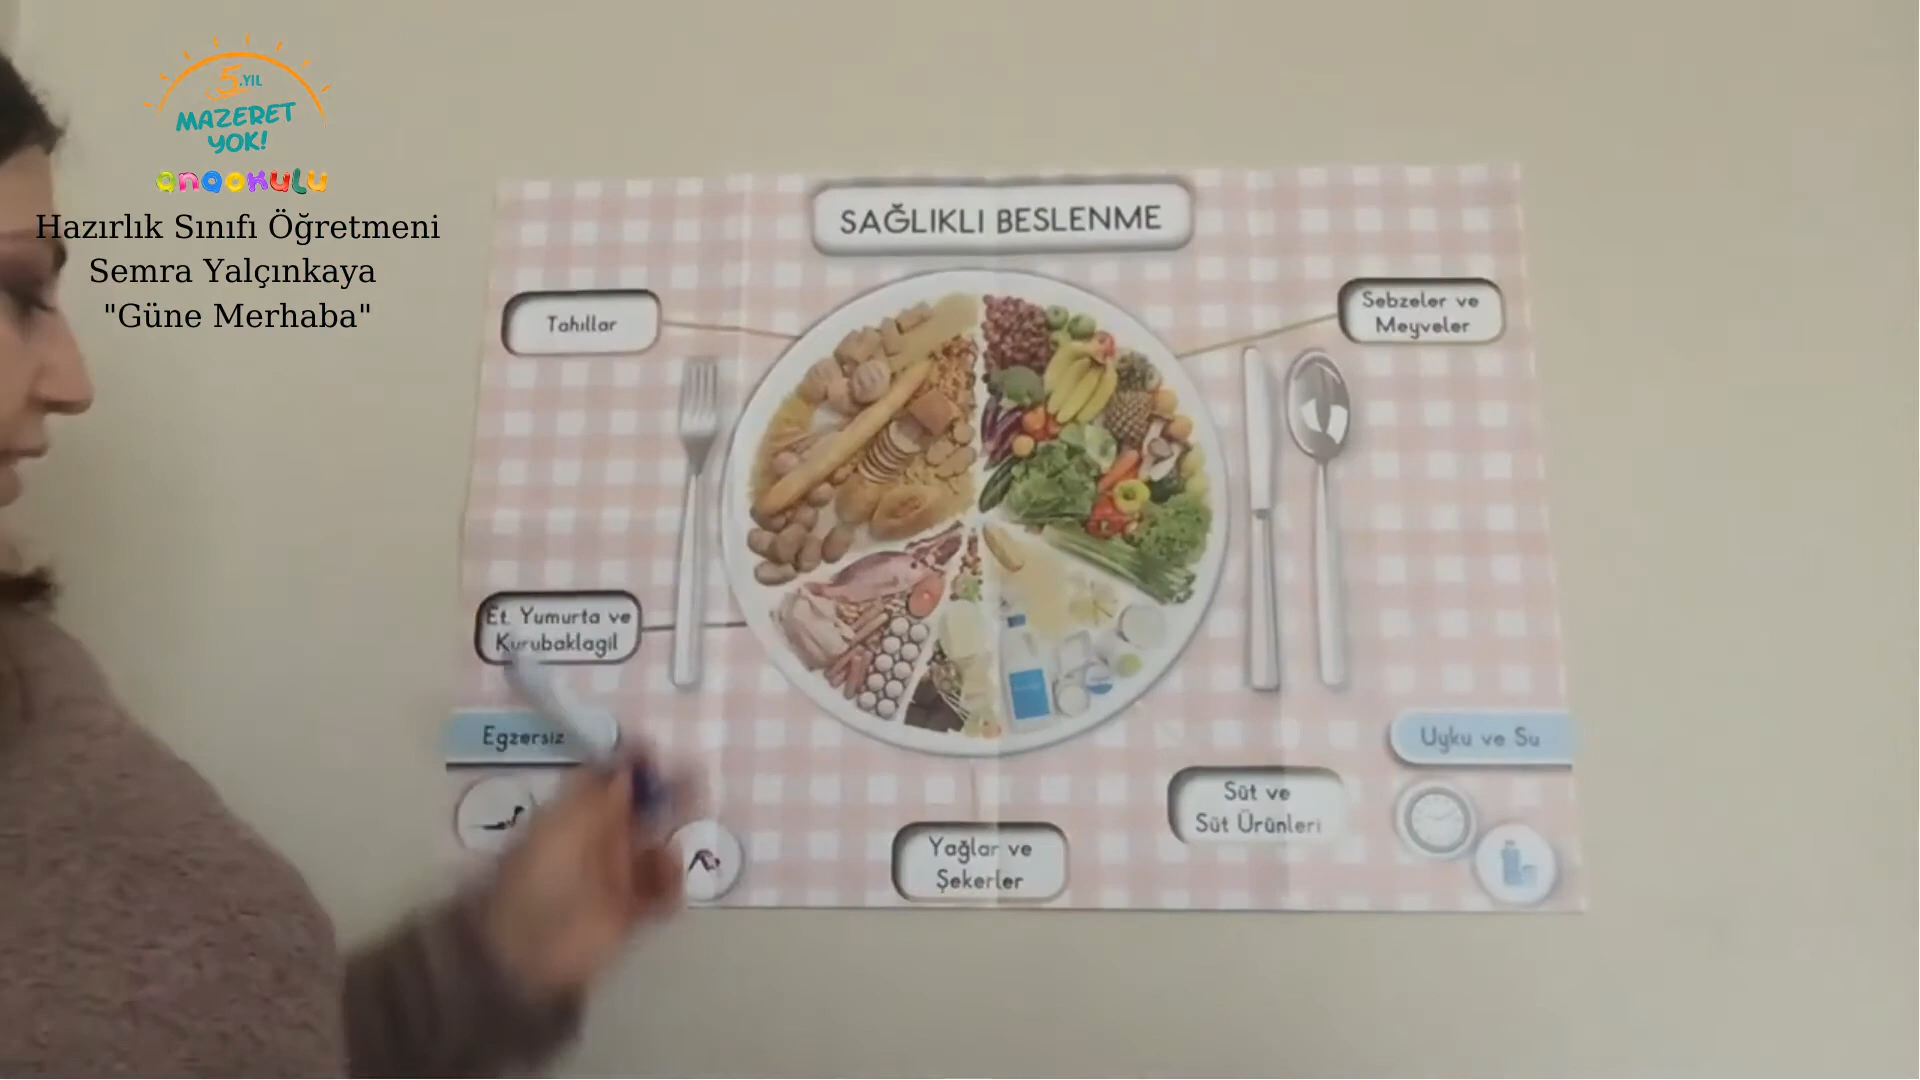 5.YIL
MAZERET
YOK!
anaokulu
Hazırlık Sınıfı Öğretmeni
Semra Yalçınkaya
"Güne Merhaba"
SAĞLIKLI BESLENME
Tahıllar
Sebzeler ve
Meyveler
Et, Yumurta ve
Kurubaklagil
Egzersiz
Uyku ve Su
Süt ve
Süt Ürünleri
Yağlar ve
Şekerler